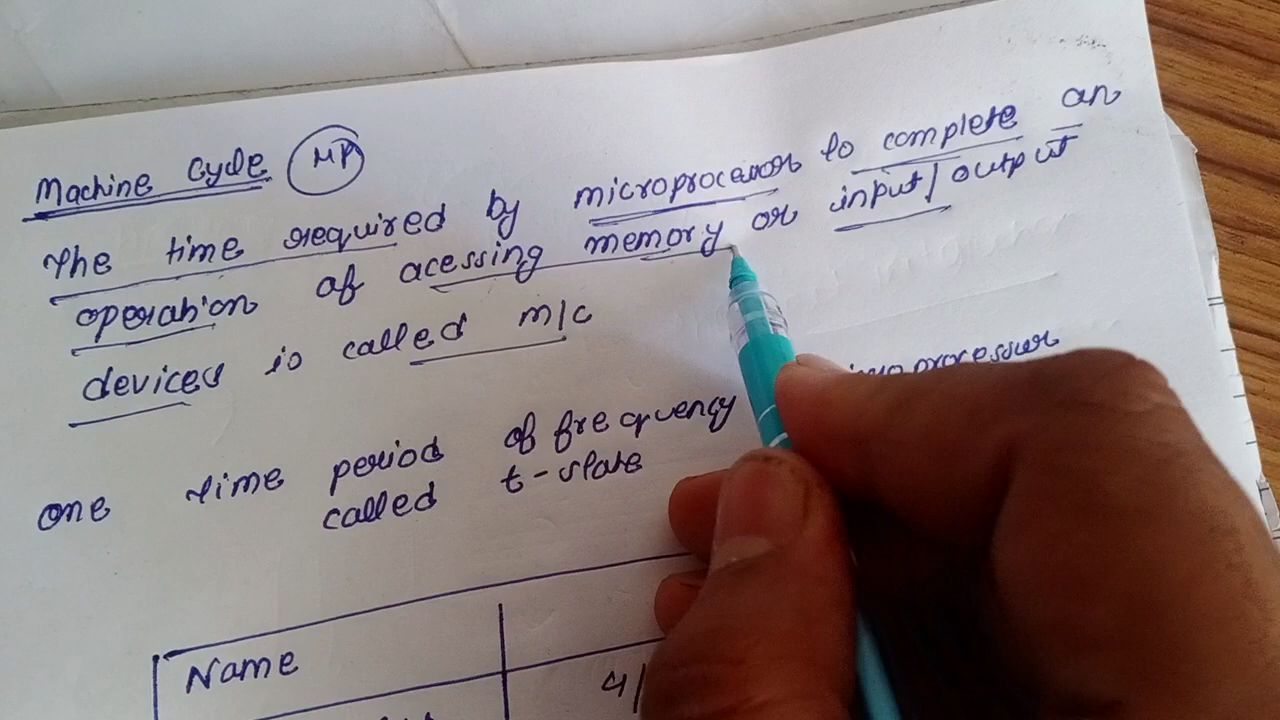 Machine Cycle MP
The time required by microprocessor to complete an
operation of acessing memory or input/output
devices is called m/c
one time period of frequency
called t-state
Name
4/